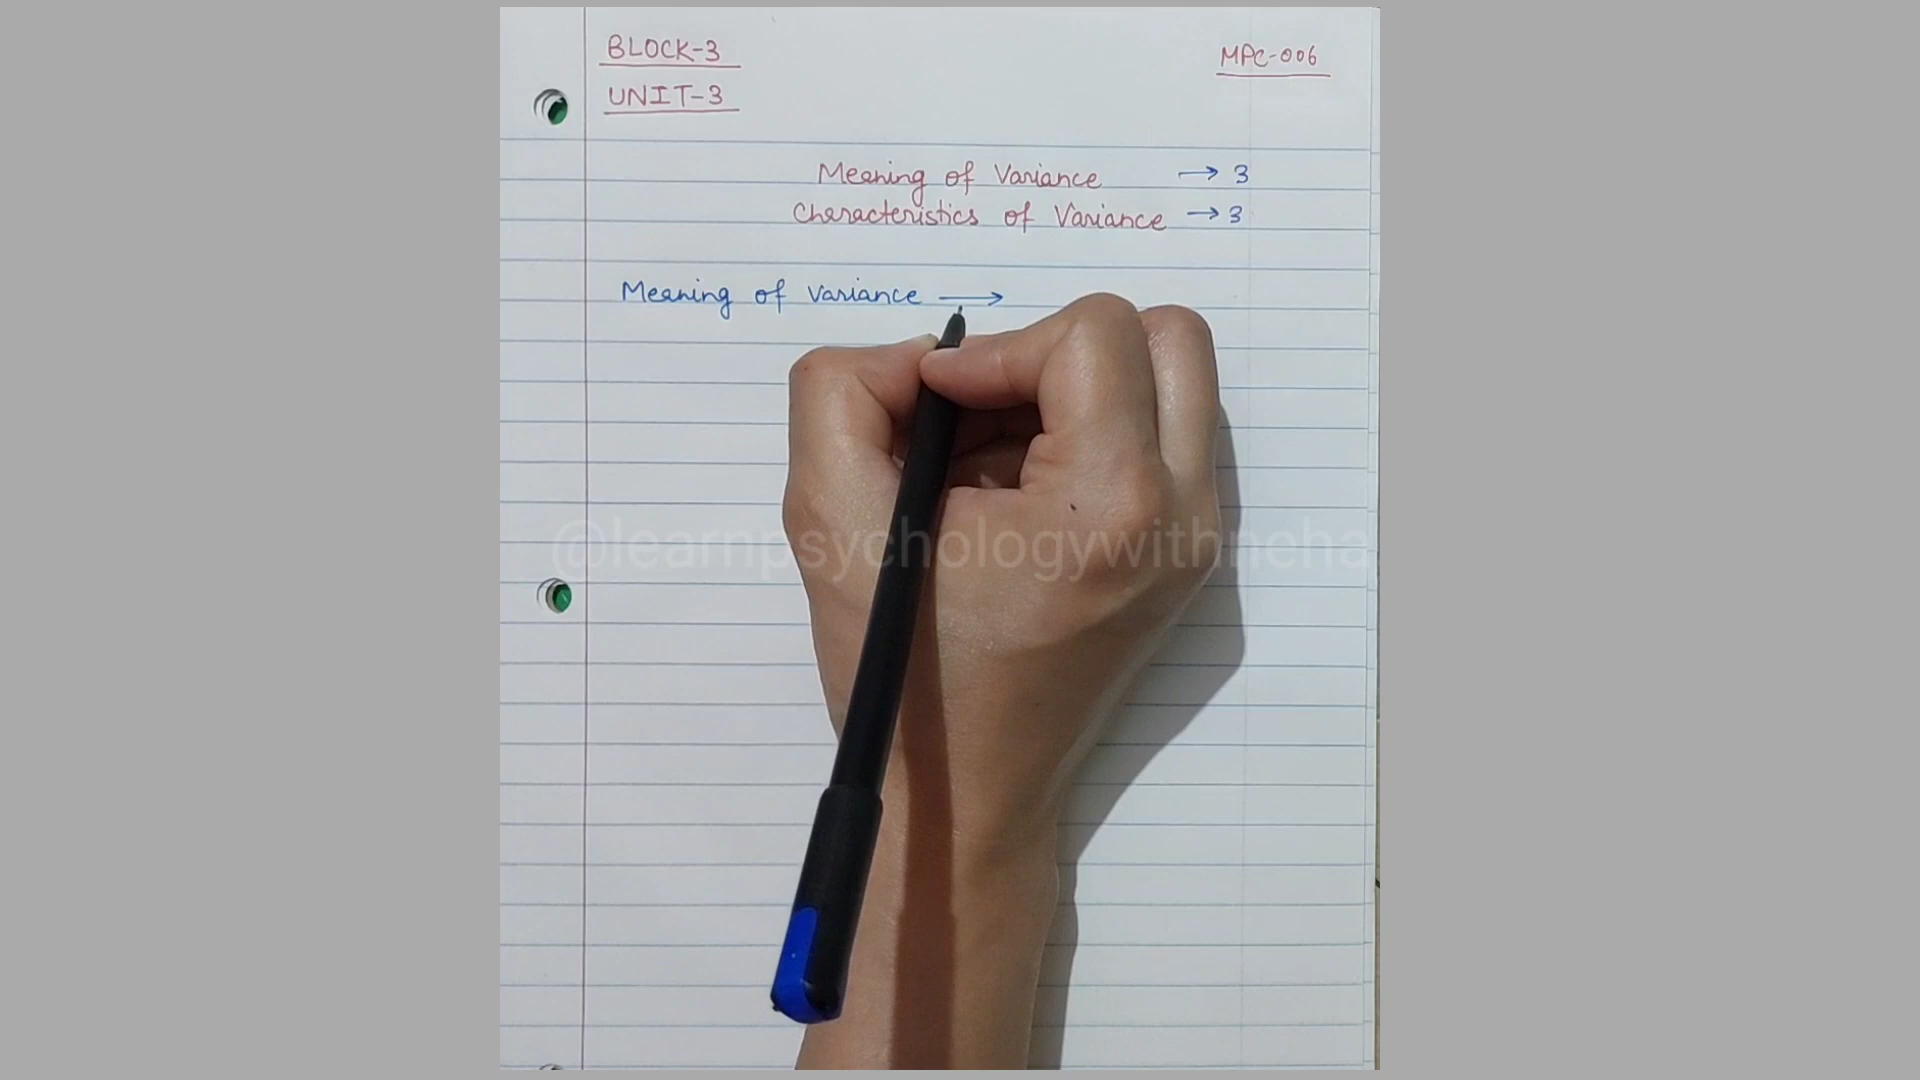 BLOCK-3
MPC-006
UNIT-3
Meaning of Variance → 3
Characteristics of Variance → 3
Meaning of Variance →
@learnpsychologywithneha